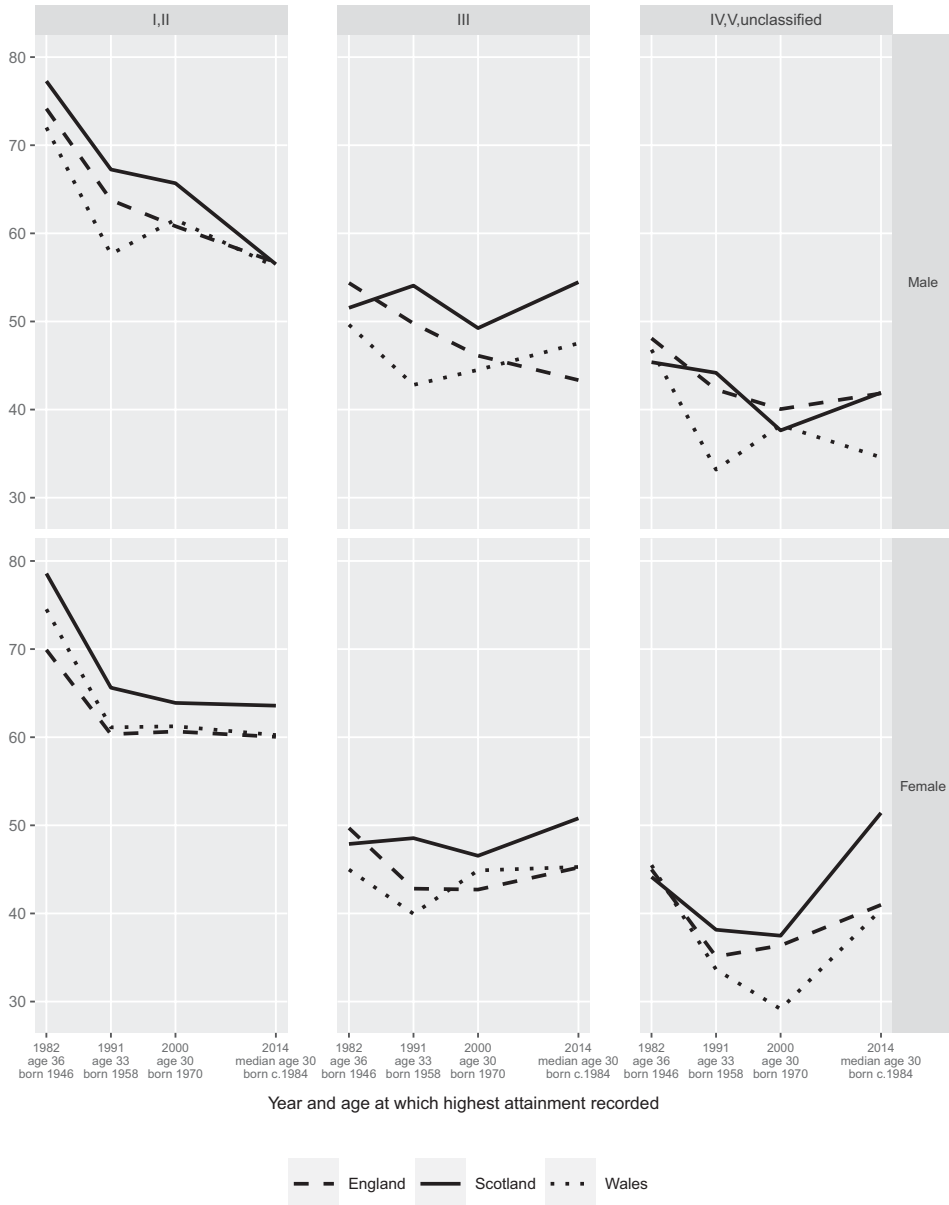 I,II III IV,V,unclassified
80
70
60
50
40
30
Male
80
70
60
50
40
30
Female
1982 1991 2000 2014 1982 1991 2000 2014 1982 1991 2000 2014
age 36 age 33 age 30 median age 30 age 36 age 33 age 30 median age 30 age 36 age 33 age 30 median age 30
born 1946 born 1958 born 1970 born c.1984 born 1946 born 1958 born 1970 born c.1984 born 1946 born 1958 born 1970 born c.1984
Year and age at which highest attainment recorded
England Scotland Wales